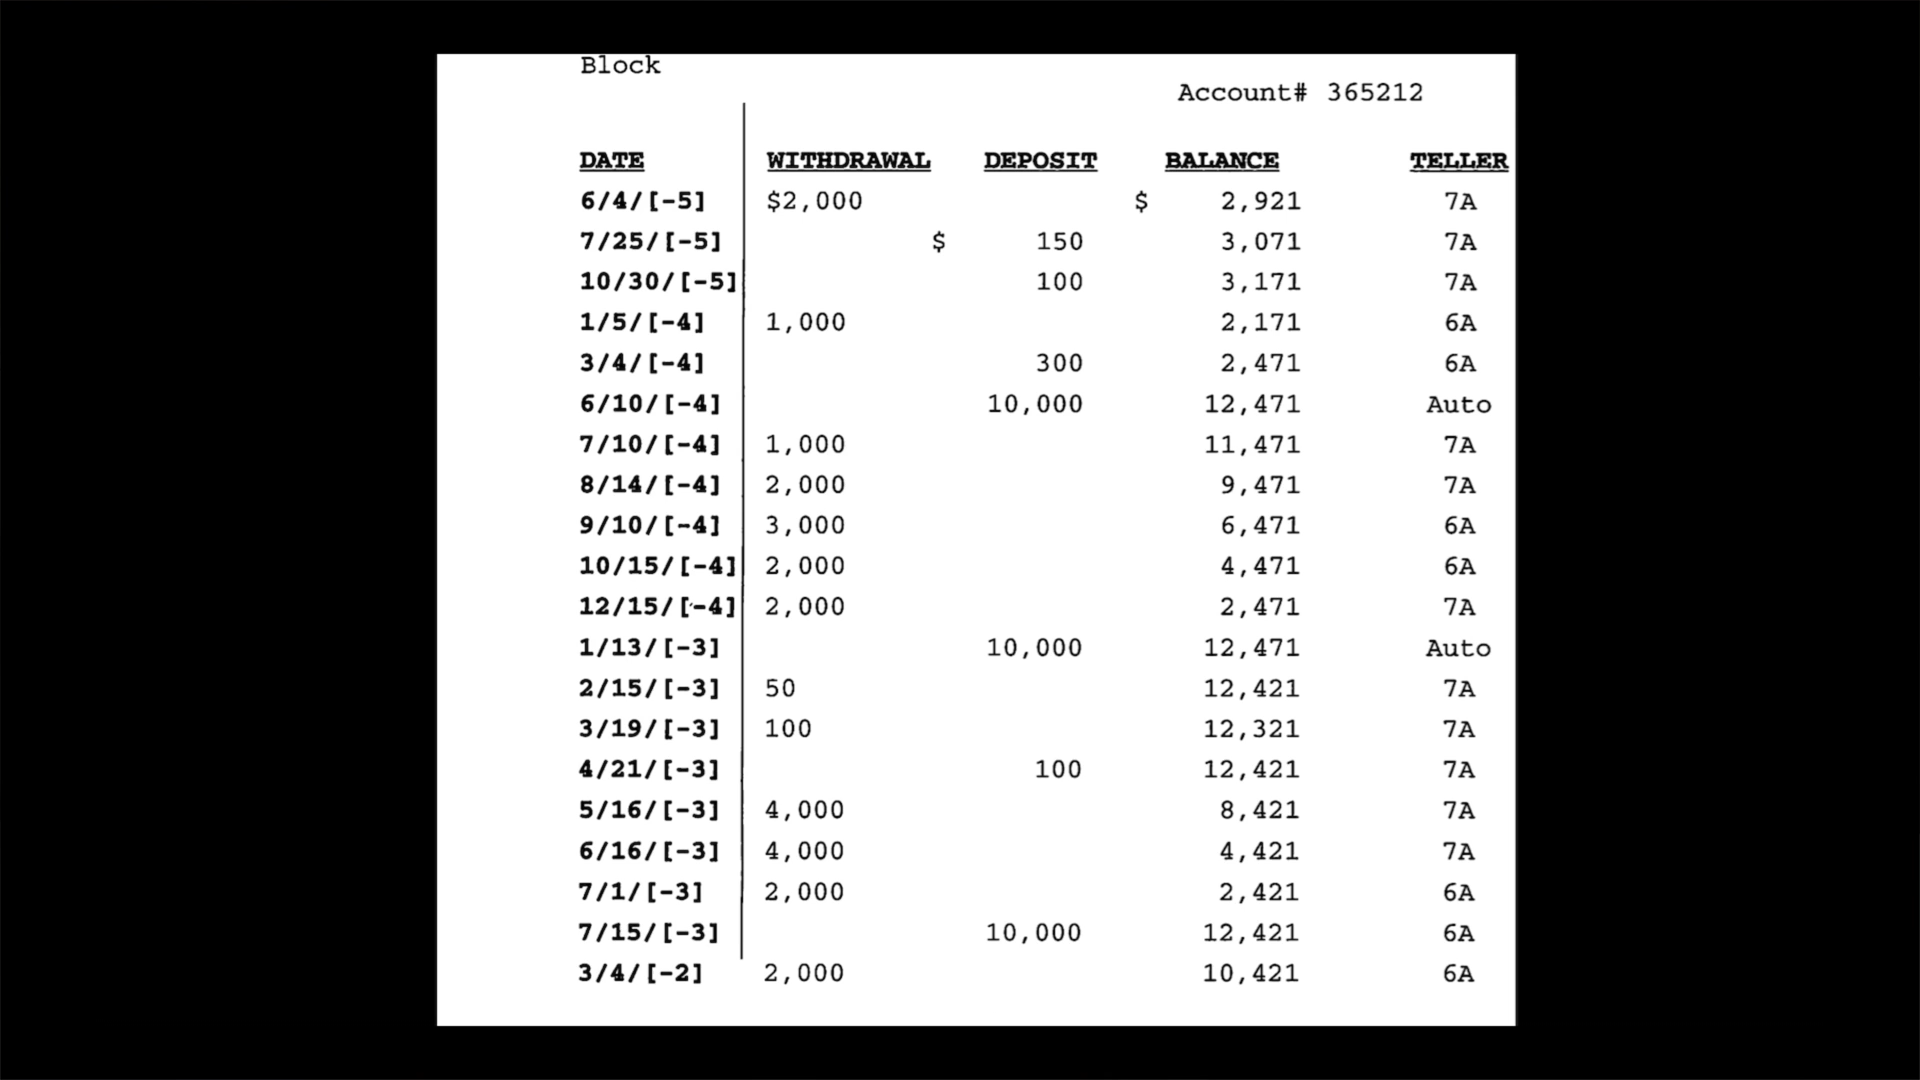 Block
Account# 365212
DATE WITHDRAWAL DEPOSIT BALANCE TELLER
6/4/[-5] $2,000 $ 2,921 7A
7/25/[-5] $ 150 3,071 7A
10/30/[-5] 100 3,171 7A
1/5/[-4] 1,000 2,171 6A
3/4/[-4] 300 2,471 6A
6/10/[-4] 10,000 12,471 Auto
7/10/[-4] 1,000 11,471 7A
8/14/[-4] 2,000 9,471 7A
9/10/[-4] 3,000 6,471 6A
10/15/[-4] 2,000 4,471 6A
12/15/[-4] 2,000 2,471 7A
1/13/[-3] 10,000 12,471 Auto
2/15/[-3] 50 12,421 7A
3/19/[-3] 100 12,321 7A
4/21/[-3] 100 12,421 7A
5/16/[-3] 4,000 8,421 7A
6/16/[-3] 4,000 4,421 7A
7/1/[-3] 2,000 2,421 6A
7/15/[-3] 10,000 12,421 6A
3/4/[-2] 2,000 10,421 6A